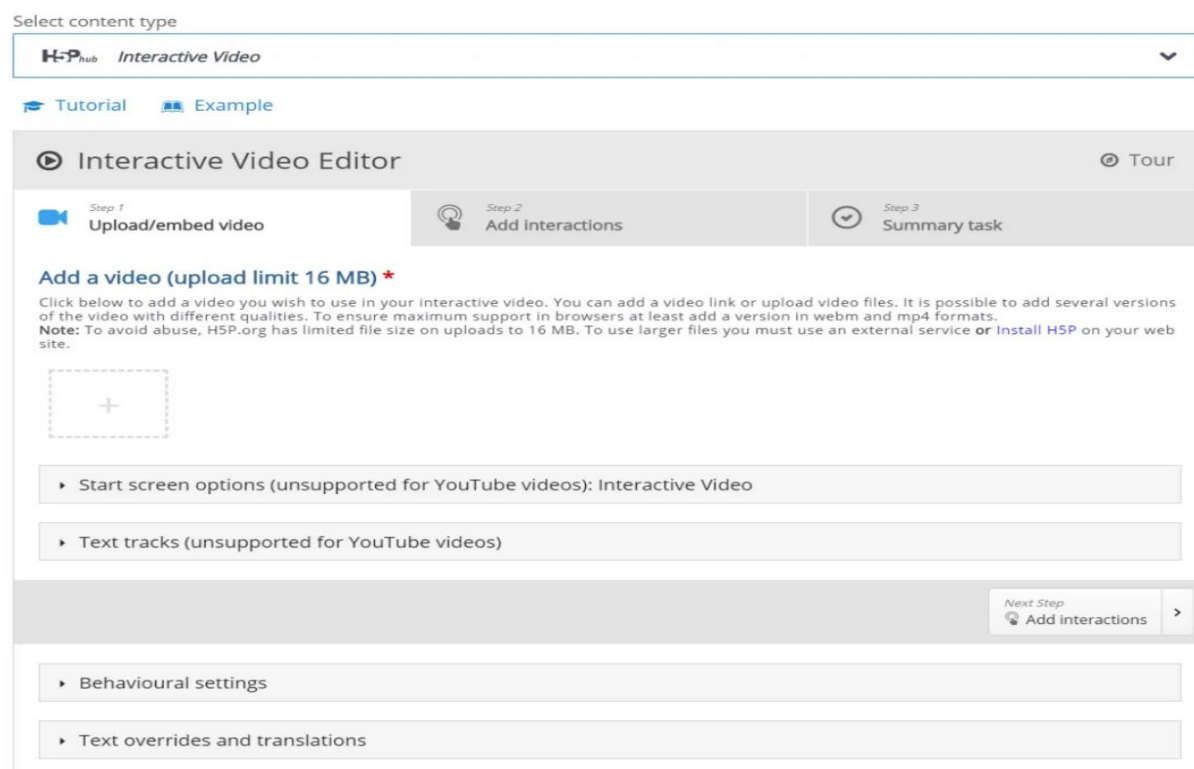 Select content type
H5Phub Interactive Video
Tutorial Example
Interactive Video Editor Tour
Step 1
Upload/embed video
Step 2
Add interactions
Step 3
Summary task
Add a video (upload limit 16 MB) *
Click below to add a video you wish to use in your interactive video. You can add a video link or upload video files. It is possible to add several versions
of the video with different qualities. To ensure maximum support in browsers at least add a version in webm and mp4 formats.
Note: To avoid abuse, H5P.org has limited file size on uploads to 16 MB. To use larger files you must use an external service or Install H5P on your web
site.
+
Start screen options (unsupported for YouTube videos): Interactive Video
Text tracks (unsupported for YouTube videos)
Next Step
Add interactions
Behavioural settings
Text overrides and translations